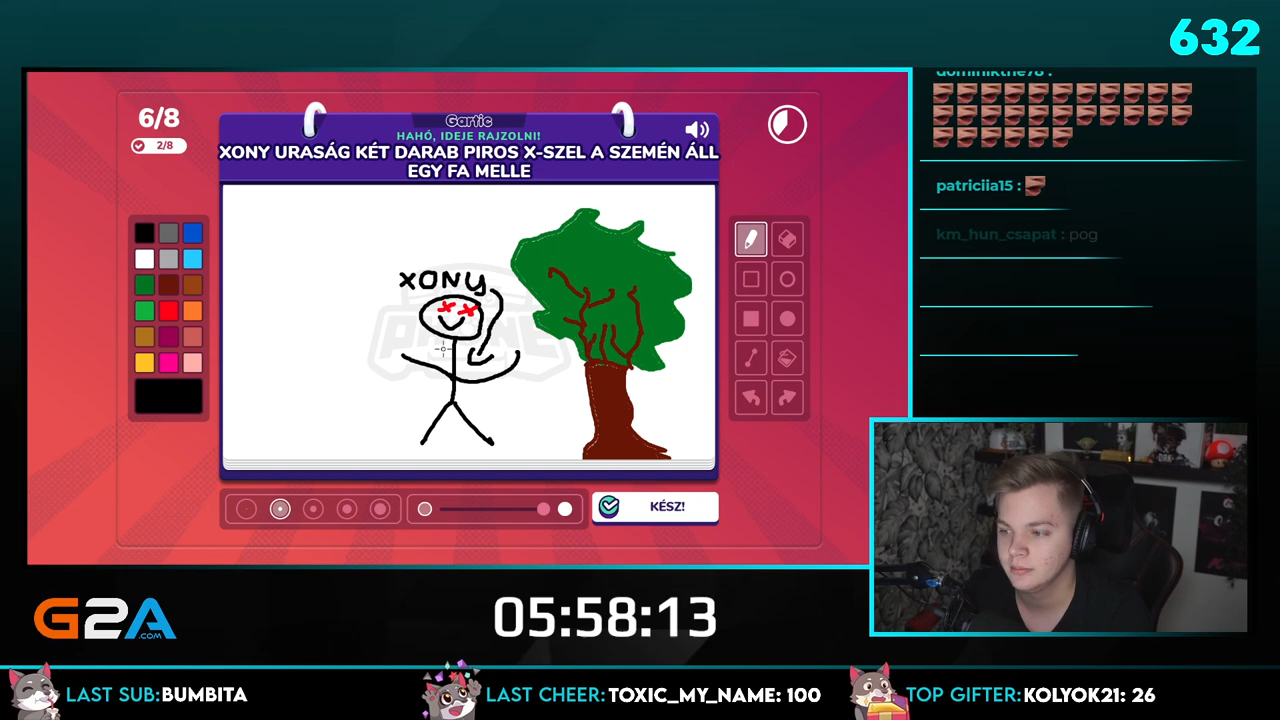 632
dominikthe78 :
patriciia15 :
km_hun_csapat : pog
6/8
2/8
Gartic
HAHÓ, IDEJE RAJZOLNI!
XONY URASÁG KÉT DARAB PIROS X-SZEL A SZEMÉN ÁLL
EGY FA MELLE
XONY
KÉSZ!
G2A
.COM
05:58:13
LAST SUB:BUMBITA
LAST CHEER:TOXIC_MY_NAME: 100
TOP GIFTER:KOLYOK21: 26